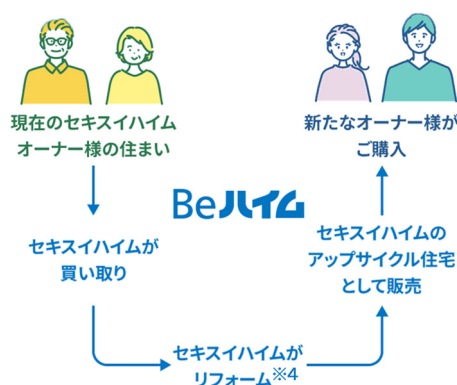 現在のセキスイハイム
オーナー様の住まい
新たなオーナー様が
ご購入
Beハイム
セキスイハイムが
買い取り
セキスイハイムの
アップサイクル住宅
として販売
セキスイハイムが
リフォーム※4